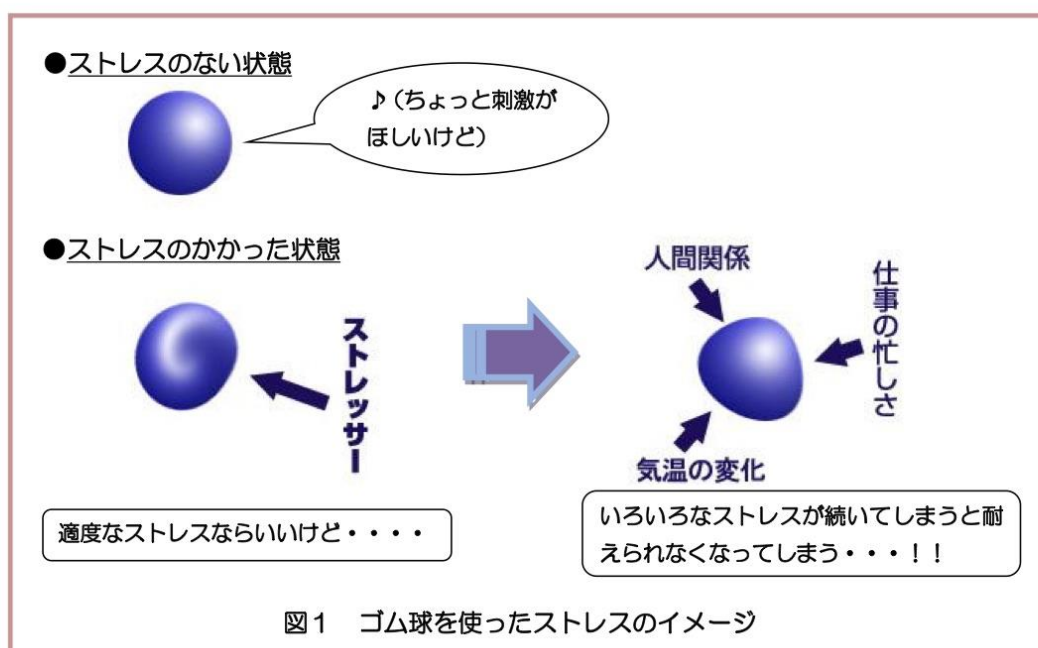 ●ストレスのない状態
♪（ちょっと刺激が
ほしいけど）
●ストレスのかかった状態
ストレッサー
人間関係
仕事の忙しさ
気温の変化
適度なストレスならいいけど・・・・
いろいろなストレスが続いてしまうと耐
えられなくなってしまう・・・！！
図１　ゴム球を使ったストレスのイメージ